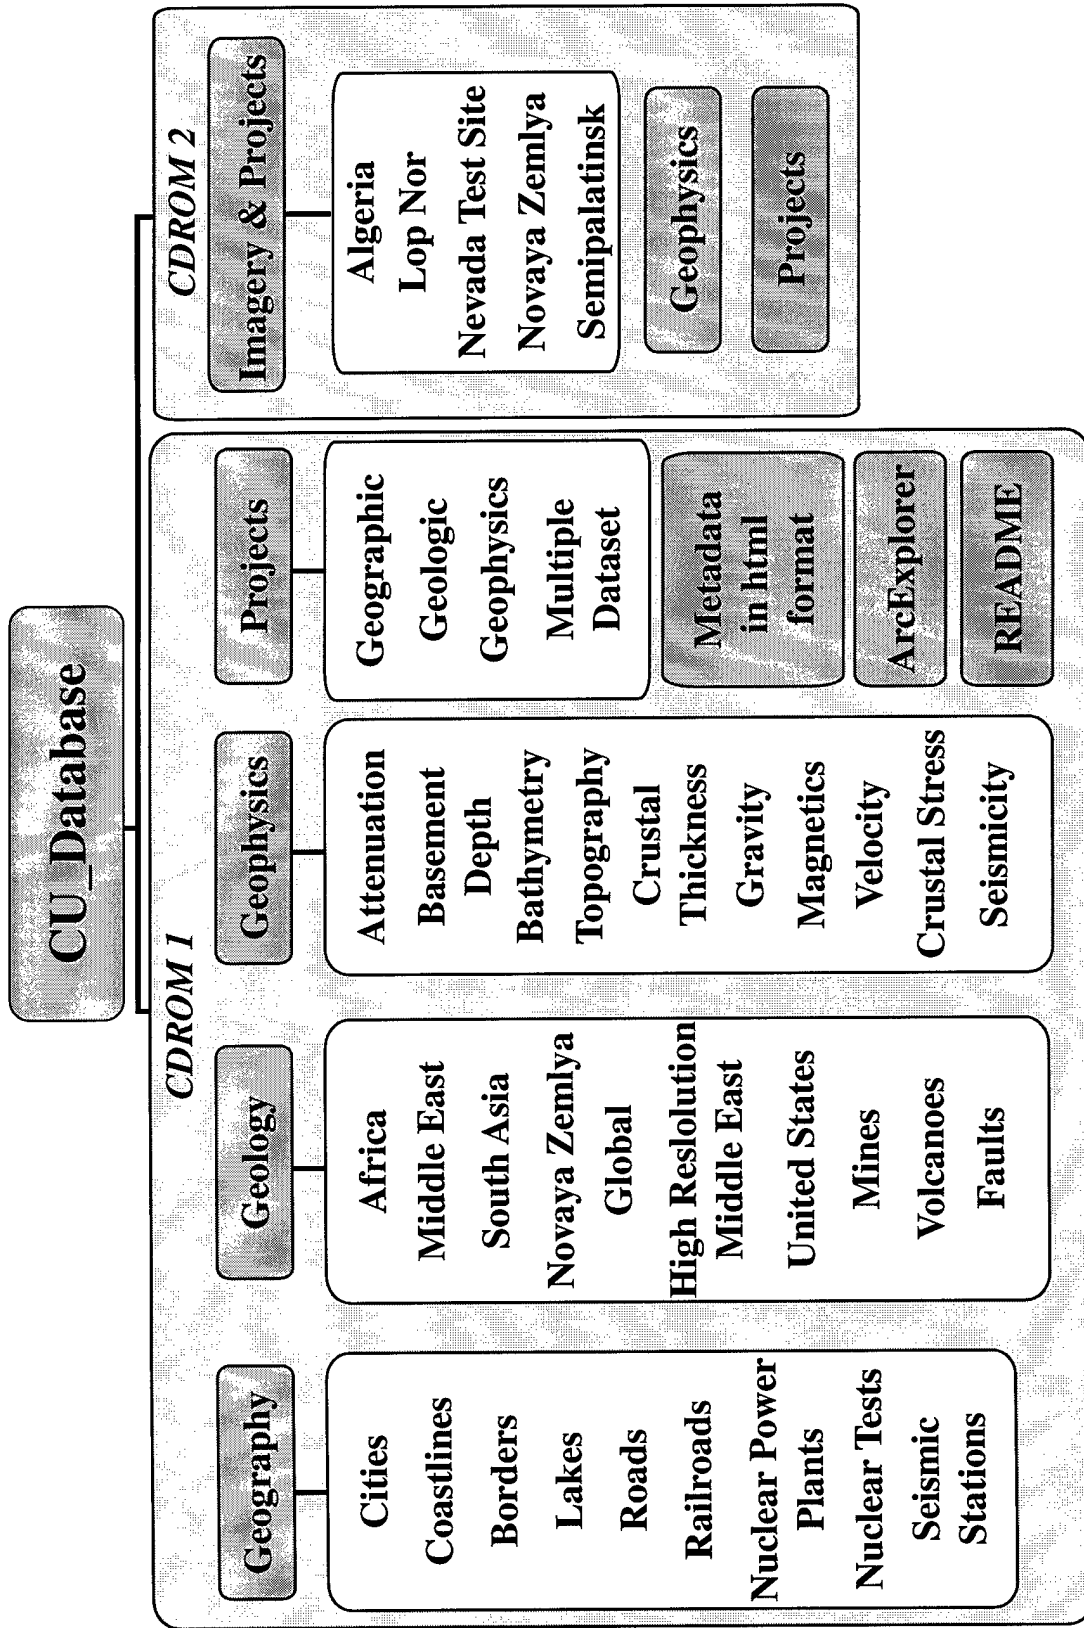 CU_Database
CDROM 1
Geography
Cities
Coastlines
Borders
Lakes
Roads
Railroads
Nuclear Power
Plants
Nuclear Tests
Seismic
Stations
Geology
Africa
Middle East
South Asia
Novaya Zemlya
Global
High Reslolution
Middle East
United States
Mines
Volcanoes
Faults
Geophysics
Attenuation
Basement
Depth
Bathymetry
Topography
Crustal
Thickness
Gravity
Magnetics
Velocity
Crustal Stress
Seismicity
Projects
Geographic
Geologic
Geophysics
Multiple
Dataset
Metadata
in html
format
ArcExplorer
README
CDROM 2
Imagery & Projects
Algeria
Lop Nor
Nevada Test Site
Novaya Zemlya
Semipalatinsk
Geophysics
Projects